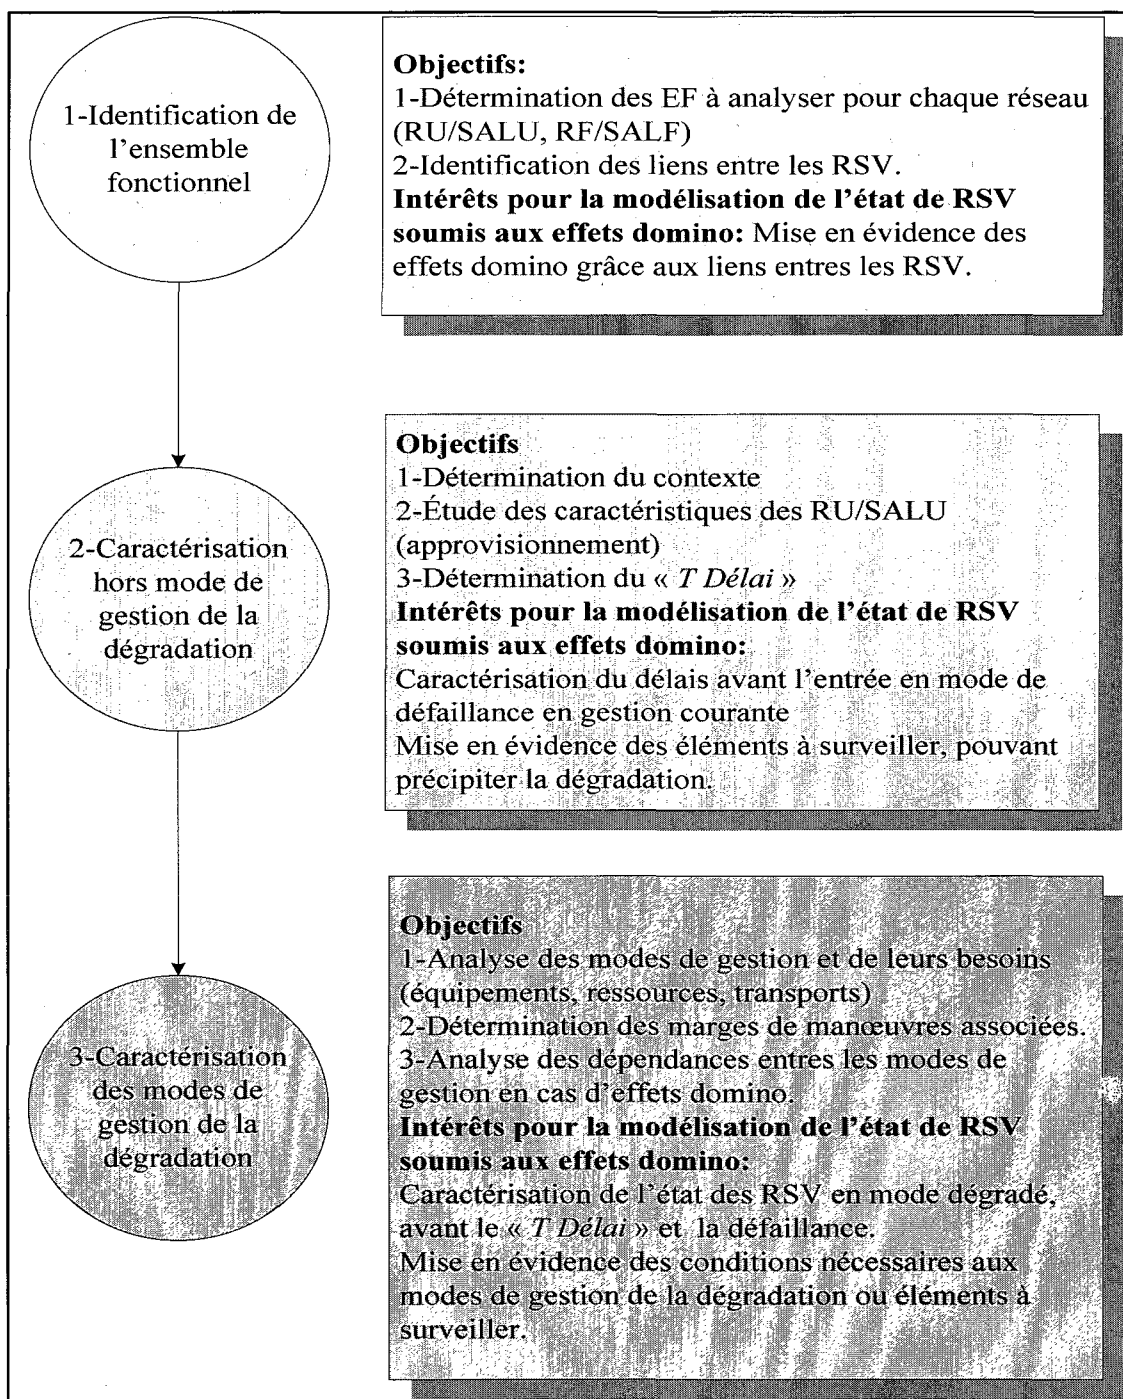 1-Identification de
l'ensemble
fonctionnel
Objectifs:
1-Détermination des EF à analyser pour chaque réseau
(RU/SALU, RF/SALF)
2-Identification des liens entre les RSV.
Intérêts pour la modélisation de l'état de RSV
soumis aux effets domino: Mise en évidence des
effets domino grâce aux liens entres les RSV.
2-Caractérisation
hors mode de
gestion de la
dégradation
Objectifs
1-Détermination du contexte
2-Étude des caractéristiques des RU/SALU
(approvisionnement)
3-Détermination du « T Délai »
Intérêts pour la modélisation de l'état de RSV
soumis aux effets domino:
Caractérisation du délais avant l'entrée en mode de
défaillance en gestion courante
Mise en évidence des éléments à surveiller, pouvant
précipiter la dégradation.
3-Caractérisation
des modes de
gestion de la
dégradation
Objectifs
1-Analyse des modes de gestion et de leurs besoins
(équipements, ressources, transports)
2-Détermination des marges de manœuvres associées.
3-Analyse des dépendances entres les modes de
gestion en cas d'effets domino.
Intérêts pour la modélisation de l'état de RSV
soumis aux effets domino:
Caractérisation de l'état des RSV en mode dégradé,
avant le « T Délai » et la défaillance.
Mise en évidence des conditions nécessaires aux
modes de gestion de la dégradation ou éléments à
surveiller.